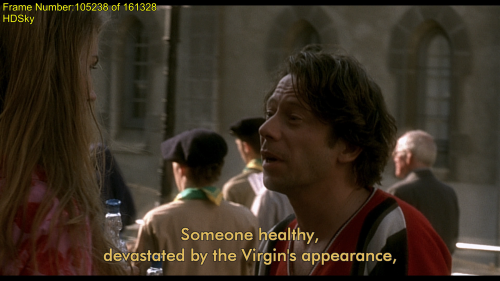 Frame Number:105238 of 161328
HDSky
Someone healthy,
devastated by the Virgin's appearance,